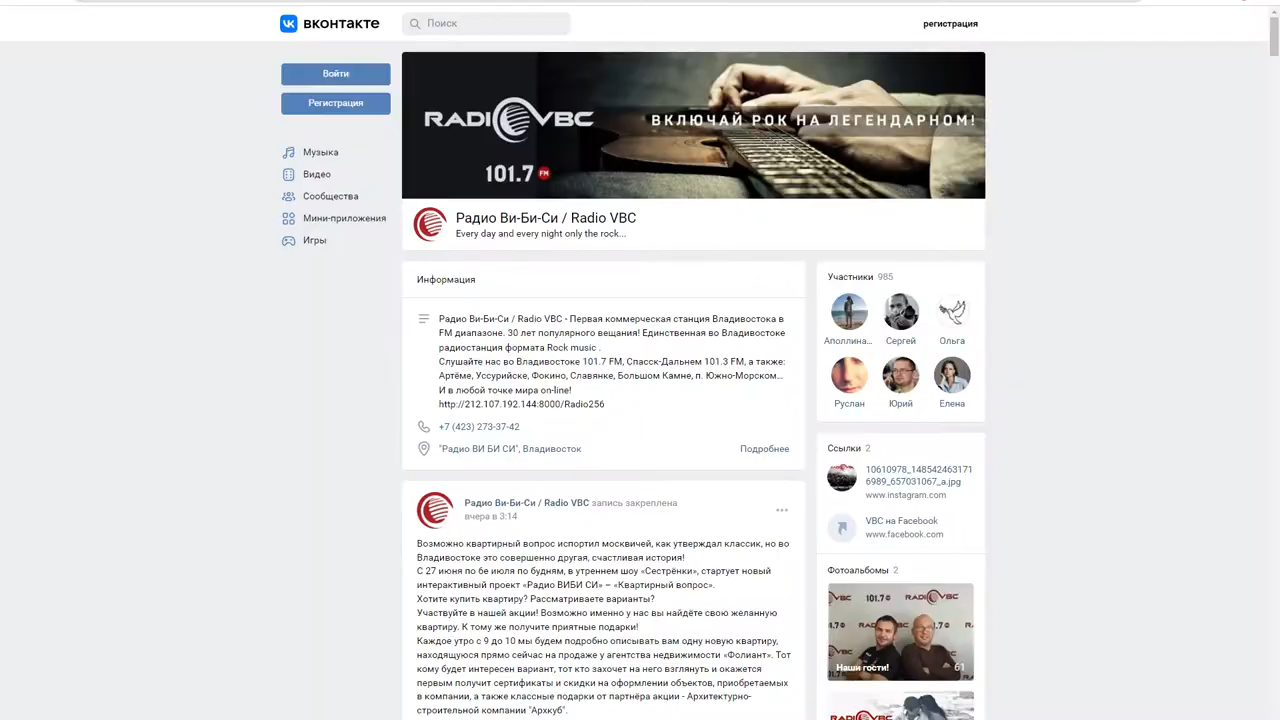 вконтакте
Поиск
регистрация
Войти
Регистрация
Музыка
Видео
Сообщества
Мини-приложения
Игры
RADIO VBC
ВКЛЮЧАЙ РОК НА ЛЕГЕНДАРНОМ!
101.7 FM
Радио Ви-Би-Си / Radio VBC
Every day and every night only the rock...
Информация
Радио Ви-Би-Си / Radio VBC - Первая коммерческая станция Владивостока в
FM диапазоне. 30 лет популярного вещания! Единственная во Владивостоке
радиостанция формата Rock music .
Слушайте нас во Владивостоке 101.7 FM, Спасск-Дальнем 101.3 FM, а также:
Артёме, Уссурийске, Фокино, Славянке, Большом Камне, п. Южно-Морском...
И в любой точке мира on-line!
http://212.107.192.144:8000/Radio256
+7 (423) 273-37-42
"Радио ВИ БИ СИ", Владивосток
Подробнее
Радио Ви-Би-Си / Radio VBC запись закреплена
вчера в 3:14
Возможно квартирный вопрос испортил москвичей, как утверждал классик, но во
Владивостоке это совершенно другая, счастливая история!
С 27 июня по 6е июля по будням, в утреннем шоу «Сестрёнки», стартует новый
интерактивный проект «Радио ВИБИ СИ» – «Квартирный вопрос».
Хотите купить квартиру? Рассматриваете варианты?
Участвуйте в нашей акции! Возможно именно у нас вы найдёте свою желанную
квартиру. К тому же получите приятные подарки!
Каждое утро с 9 до 10 мы будем подробно описывать вам одну новую квартиру,
находящуюся прямо сейчас на продаже у агентства недвижимости «Фолиант». Тот
кому будет интересен вариант, тот кто захочет на него взглянуть и окажется
первым получит сертификаты и скидки на оформлении объектов, приобретаемых
в компании, а также классные подарки от партнёра акции - Архитектурно-
строительной компании "Архкуб".
Участники 985
Аполлина...
Сергей
Ольга
Руслан
Юрий
Елена
Ссылки 2
10610978_148542463171
6989_657031067_a.jpg
www.instagram.com
VBC на Facebook
www.facebook.com
Фотоальбомы 2
VBC 101.7 RADIO VBC
Наши гости! 61
RADIO VBC